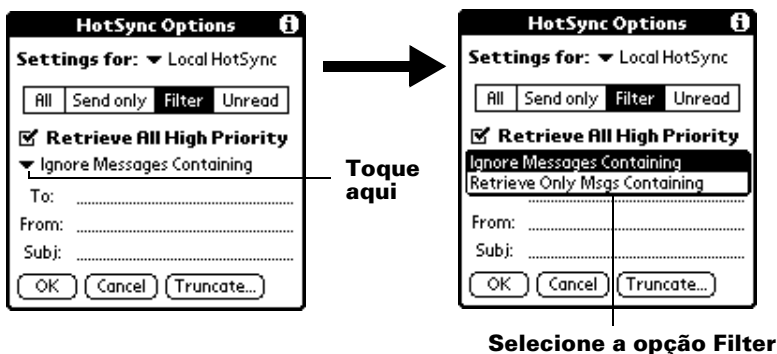 HotSync Options
Settings for: Local HotSync
All Send only Filter Unread
Retrieve All High Priority
Ignore Messages Containing
To:
From:
Subj:
OK Cancel Truncate...
Toque
aqui
HotSync Options
Settings for: Local HotSync
All Send only Filter Unread
Retrieve All High Priority
Ignore Messages Containing
Retrieve Only Msgs Containing
From:
Subj:
OK Cancel Truncate...
Selecione a opção Filter